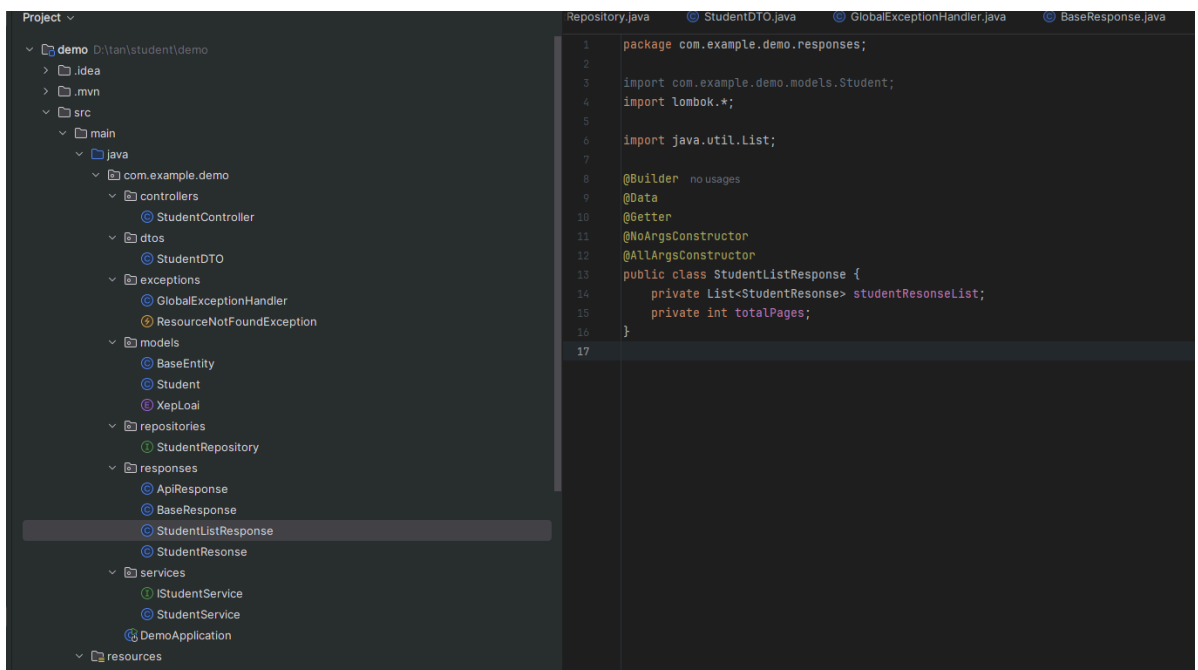 Project
demo D:\tan\student\demo
.idea
.mvn
src
main
java
com.example.demo
controllers
StudentController
dtos
StudentDTO
exceptions
GlobalExceptionHandler
ResourceNotFoundException
models
BaseEntity
Student
XepLoai
repositories
StudentRepository
responses
ApiResponse
BaseResponse
StudentListResponse
StudentResonse
services
IStudentService
StudentService
DemoApplication
resources
Repository.java StudentDTO.java GlobalExceptionHandler.java BaseResponse.java
1 package com.example.demo.responses;
2
3 import com.example.demo.models.Student;
4 import lombok.*;
5
6 import java.util.List;
7
8 @Builder no usages
9 @Data
10 @Getter
11 @NoArgsConstructor
12 @AllArgsConstructor
13 public class StudentListResponse {
14 private List<StudentResonse> studentResonseList;
15 private int totalPages;
16 }
17